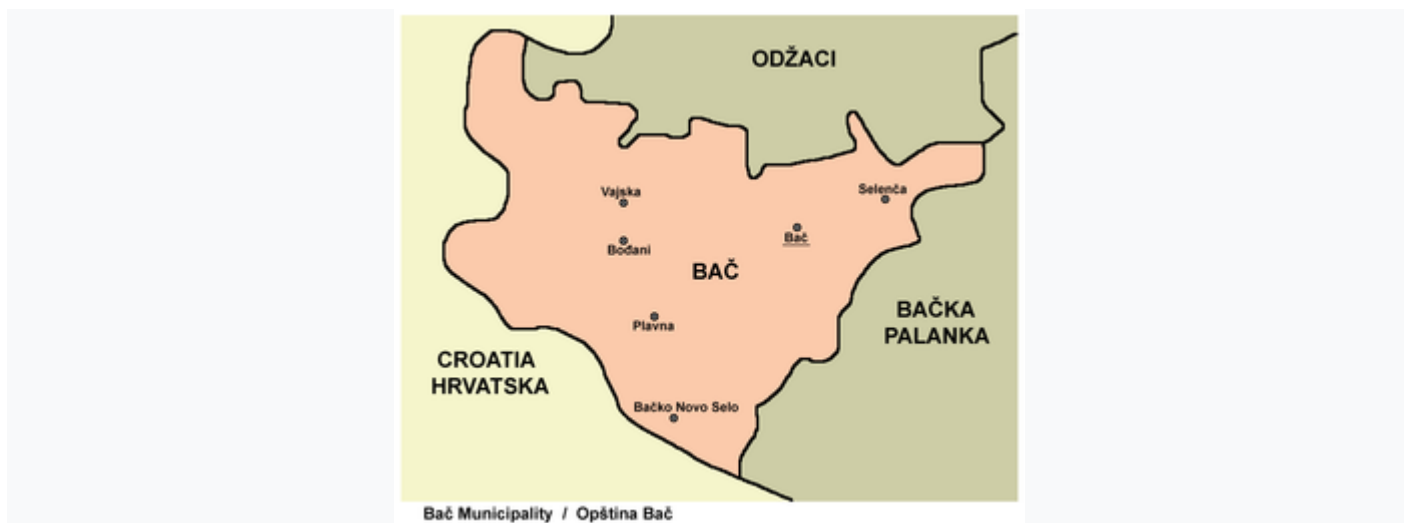 ODŽACI
Vajska
Selenča
Bač
Bođani
BAČ
BAČKA
PALANKA
Plavna
CROATIA
HRVATSKA
Bačko Novo Selo
Bač Municipality / Opština Bač